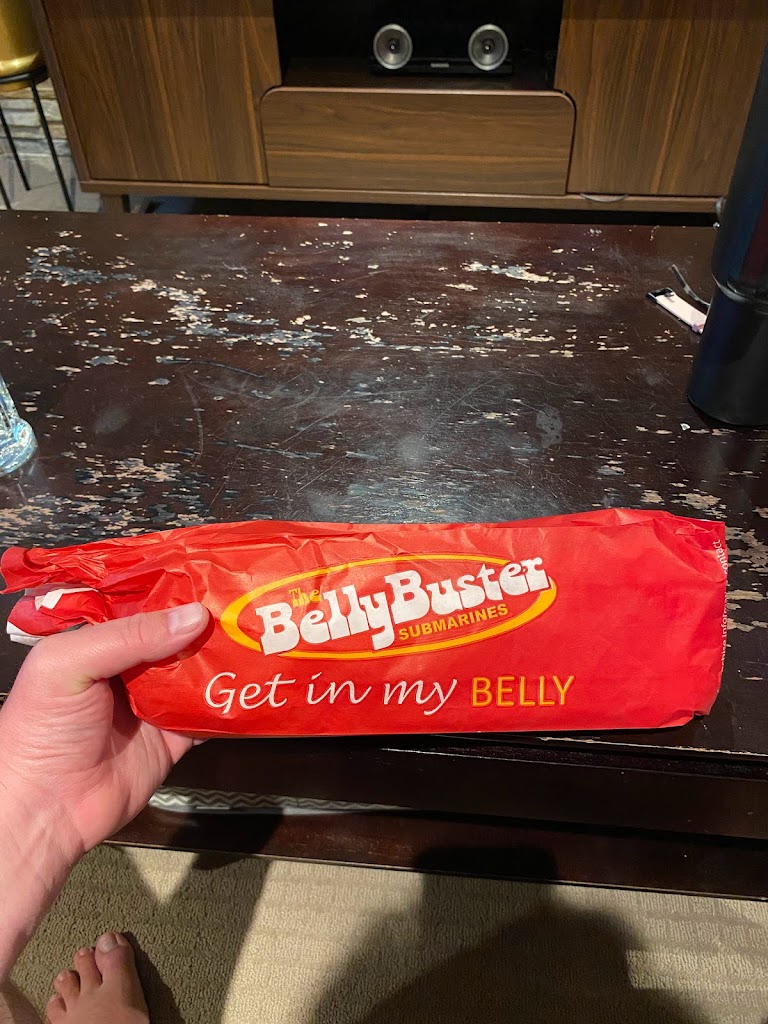 The
BellyBuster
SUBMARINES
Get in my BELLY